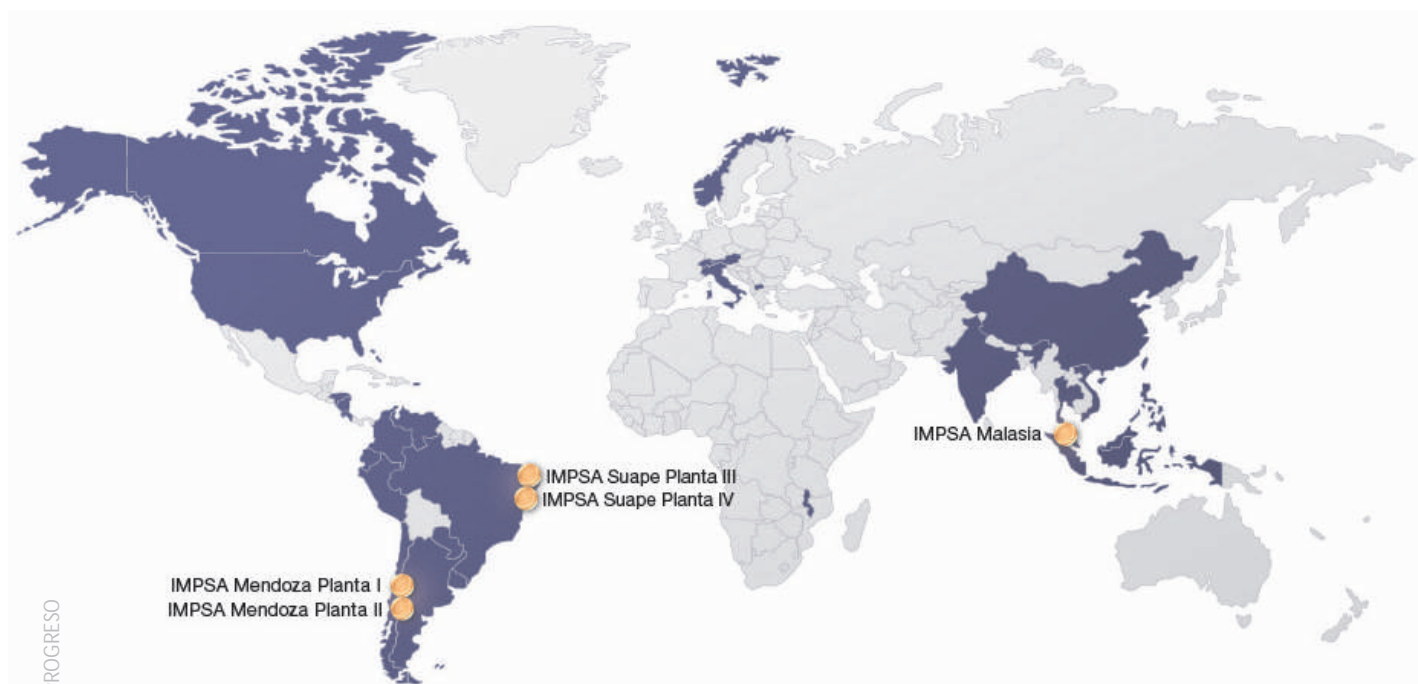 IMPSA Malasia
IMPSA Suape Planta III
IMPSA Suape Planta IV
IMPSA Mendoza Planta I
IMPSA Mendoza Planta II
ROGRESO